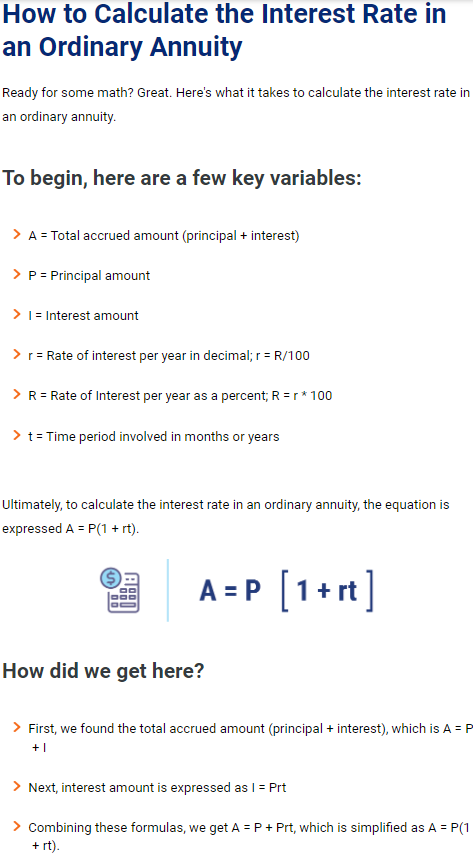 How to Calculate the Interest Rate in
an Ordinary Annuity
Ready for some math? Great. Here's what it takes to calculate the interest rate in
an ordinary annuity.
To begin, here are a few key variables:
> A = Total accrued amount (principal + interest)
> P = Principal amount
> I = Interest amount
> r = Rate of interest per year in decimal; r = R/100
> R = Rate of Interest per year as a percent; R = r * 100
> t = Time period involved in months or years
Ultimately, to calculate the interest rate in an ordinary annuity, the equation is
expressed A = P(1 + rt).
$
A = P [1 + rt]
How did we get here?
> First, we found the total accrued amount (principal + interest), which is A = P
+ I
> Next, interest amount is expressed as I = Prt
> Combining these formulas, we get A = P + Prt, which is simplified as A = P(1
+ rt).